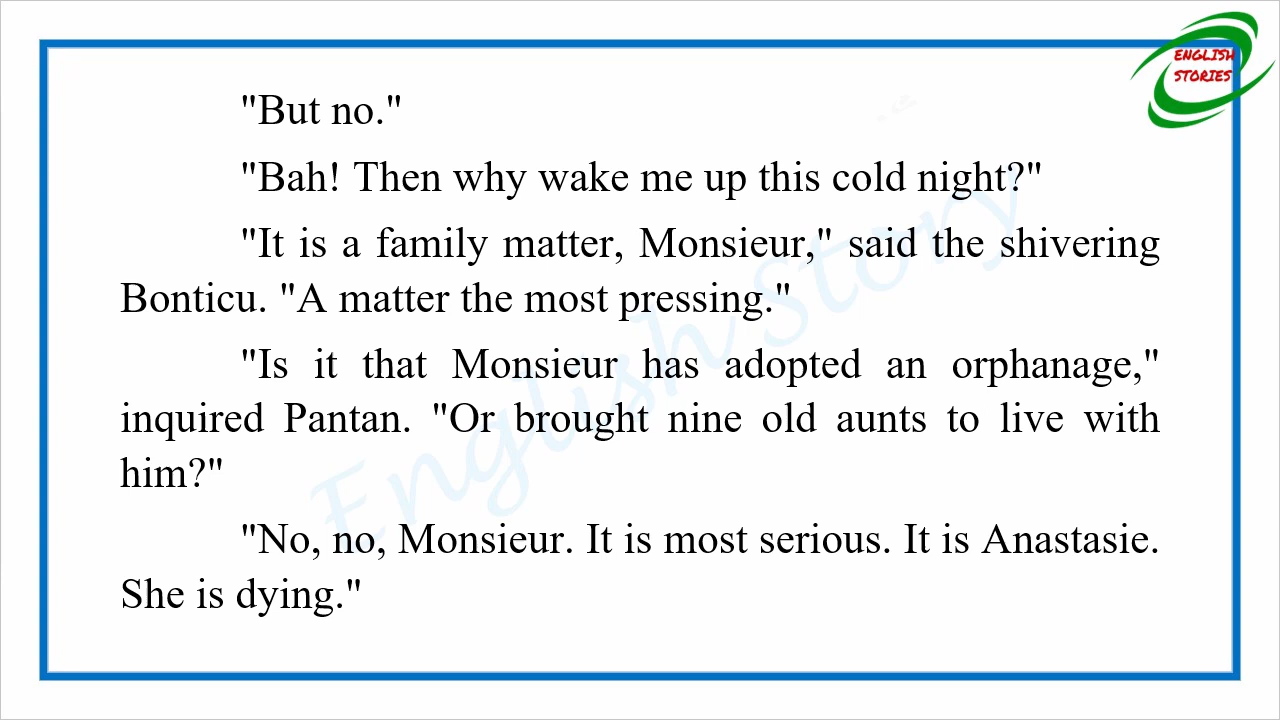 ENGLISH
STORIES
"But no."
"Bah! Then why wake me up this cold night?"
"It is a family matter, Monsieur," said the shivering
Bonticu. "A matter the most pressing."
"Is it that Monsieur has adopted an orphanage,"
inquired Pantan. "Or brought nine old aunts to live with
him?"
"No, no, Monsieur. It is most serious. It is Anastasie.
She is dying."
English Story